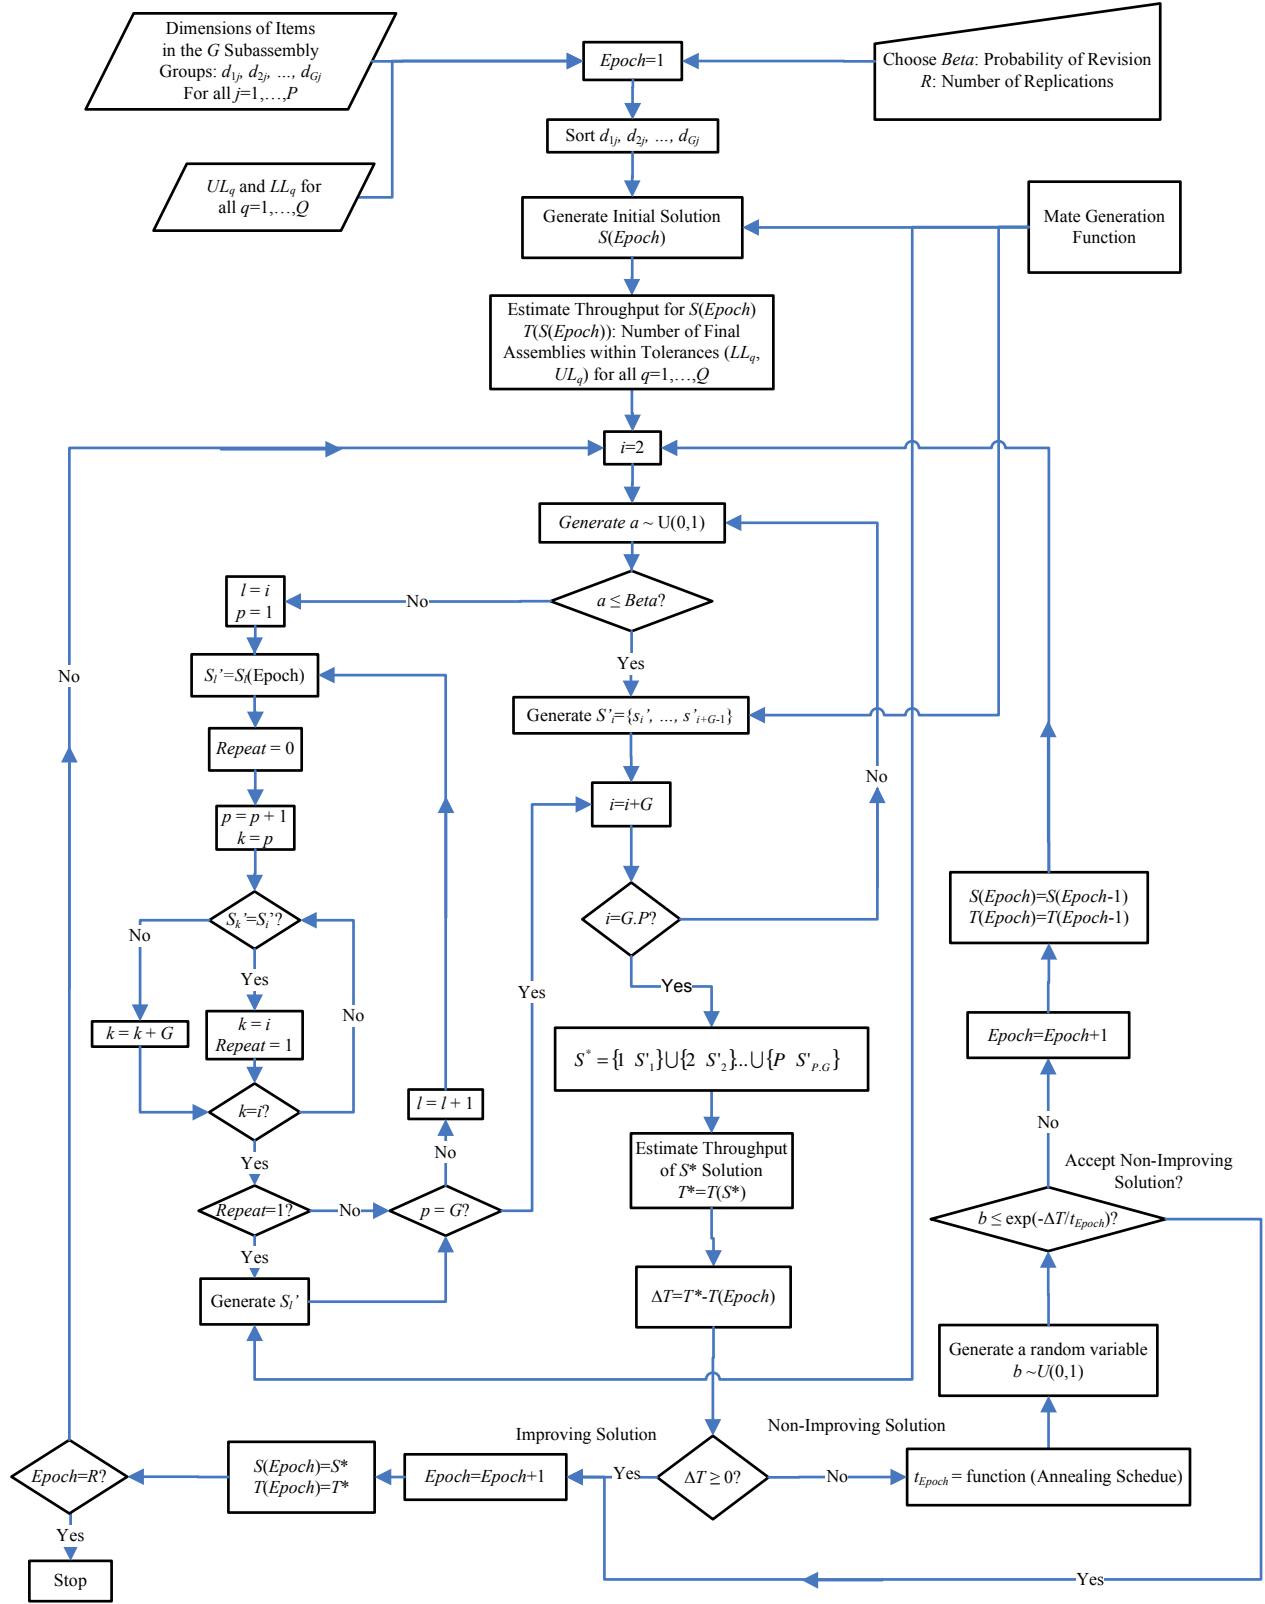 Dimensions of Items
in the G Subassembly
Groups: d1j, d2j, ..., dGj
For all j=1,…,P
Epoch=1
Choose Beta: Probability of Revision
R: Number of Replications
Sort d1j, d2j, ..., dGj
ULq and LLq for
all q=1,…,Q
Generate Initial Solution
S(Epoch)
Mate Generation
Function
Estimate Throughput for S(Epoch)
T(S(Epoch)): Number of Final
Assemblies within Tolerances (LLq,
ULq) for all q=1,…,Q
i=2
Generate a ~ U(0,1)
a ≤ Beta?
No
l = i
p = 1
Yes
Sl’=Sl(Epoch)
No
Generate S’i={si’, ..., s’i+G-1}
Repeat = 0
No
i=i+G
p = p + 1
k = p
Sk’=Si’?
i=G.P?
S(Epoch)=S(Epoch-1)
T(Epoch)=T(Epoch-1)
No
Yes
Yes
Yes
No
k = k + G
k = i
Repeat = 1
Epoch=Epoch+1
S* = {1 S'1}∪{2 S'2}...∪{P S'P.G}
k=i?
l = l + 1
No
Yes
No
Estimate Throughput
of S* Solution
T*=T(S*)
Accept Non-Improving
Solution?
Repeat=1?
No
p = G?
b ≤ exp(-ΔT/tEpoch)?
Yes
Generate Sl’
ΔT=T*-T(Epoch)
Generate a random variable
b ~U(0,1)
Improving Solution
Non-Improving Solution
Epoch=R?
S(Epoch)=S*
T(Epoch)=T*
Epoch=Epoch+1
Yes
ΔT ≥ 0?
No
tEpoch = function (Annealing Schedue)
Yes
Stop
Yes